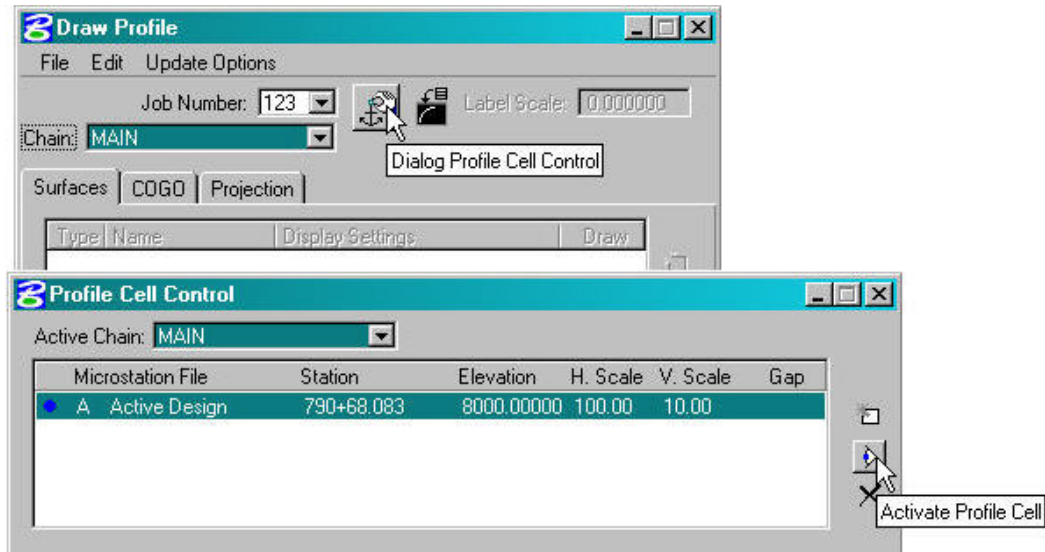 Draw Profile
File Edit Update Options
Job Number: 123 Label Scale: 0.000000
Chain: MAIN
Dialog Profile Cell Control
Surfaces COGO Projection
Type Name Display Settings Draw
Profile Cell Control
Active Chain: MAIN
Microstation File Station Elevation H. Scale V. Scale Gap
A Active Design 790+68.083 8000.00000 100.00 10.00
Activate Profile Cell